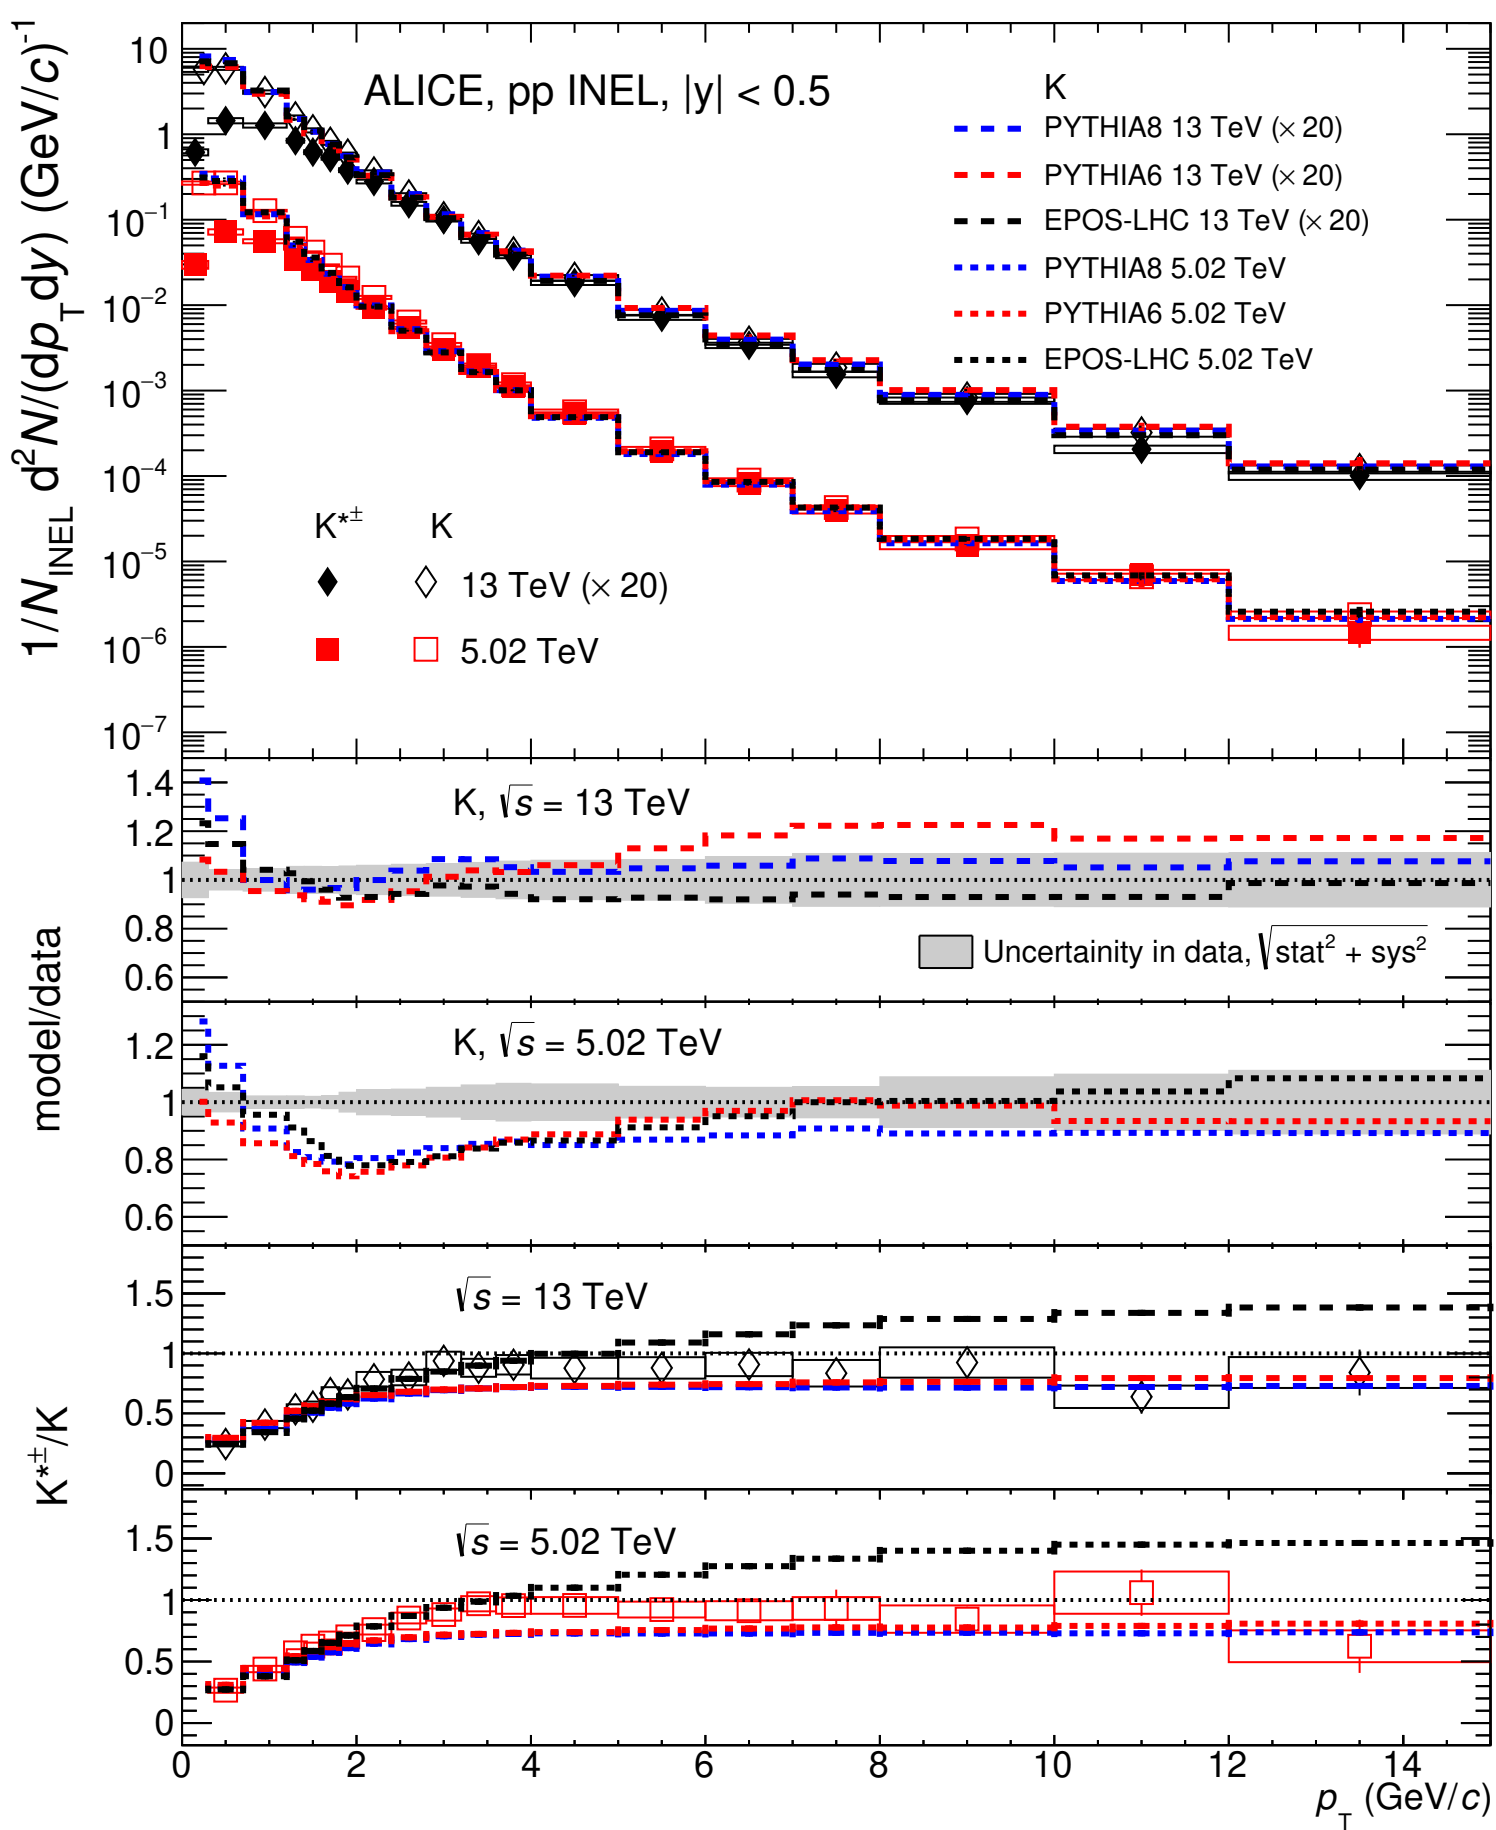 1/N_INEL d²N/(dp_T dy) (GeV/c)⁻¹
10
1
10⁻¹
10⁻²
10⁻³
10⁻⁴
10⁻⁵
10⁻⁶
10⁻⁷
ALICE, pp INEL, |y| < 0.5
K
PYTHIA8 13 TeV (× 20)
PYTHIA6 13 TeV (× 20)
EPOS-LHC 13 TeV (× 20)
PYTHIA8 5.02 TeV
PYTHIA6 5.02 TeV
EPOS-LHC 5.02 TeV
K*± K
13 TeV (× 20)
5.02 TeV
model/data
1.4
1.2
1
0.8
0.6
K, √s = 13 TeV
Uncertainity in data, √stat² + sys²
1.2
1
0.8
0.6
K, √s = 5.02 TeV
K*±/K
1.5
1
0.5
0
√s = 13 TeV
1.5
1
0.5
0
√s = 5.02 TeV
0 2 4 6 8 10 12 14
p_T (GeV/c)